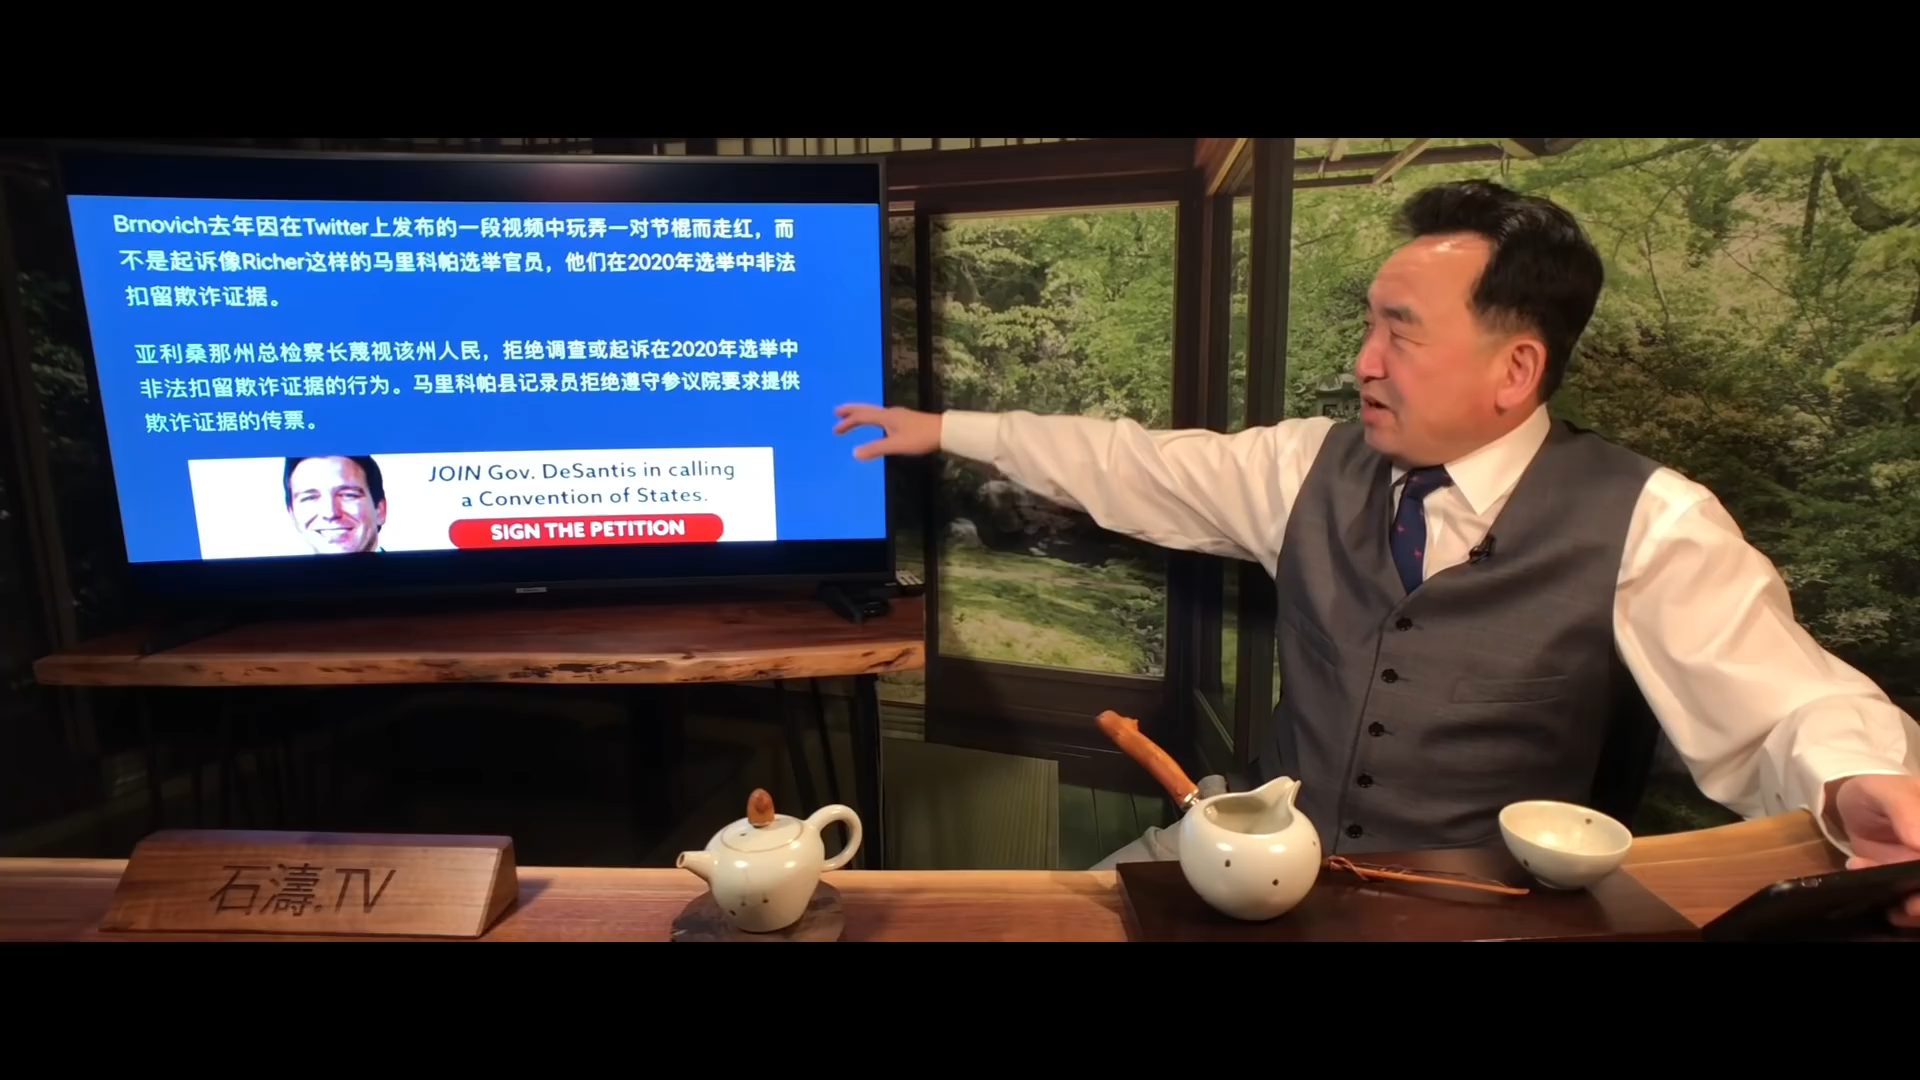 Brnovich去年因在Twitter上发布的一段视频中玩弄一对节棍而走红，而
不是起诉像Richer这样的马里科帕选举官员，他们在2020年选举中非法
扣留欺诈证据。
亚利桑那州总检察长蔑视该州人民，拒绝调查或起诉在2020年选举中
非法扣留欺诈证据的行为。马里科帕县记录员拒绝遵守参议院要求提供
欺诈证据的传票。
JOIN Gov. DeSantis in calling
a Convention of States.
SIGN THE PETITION
石濤.TV